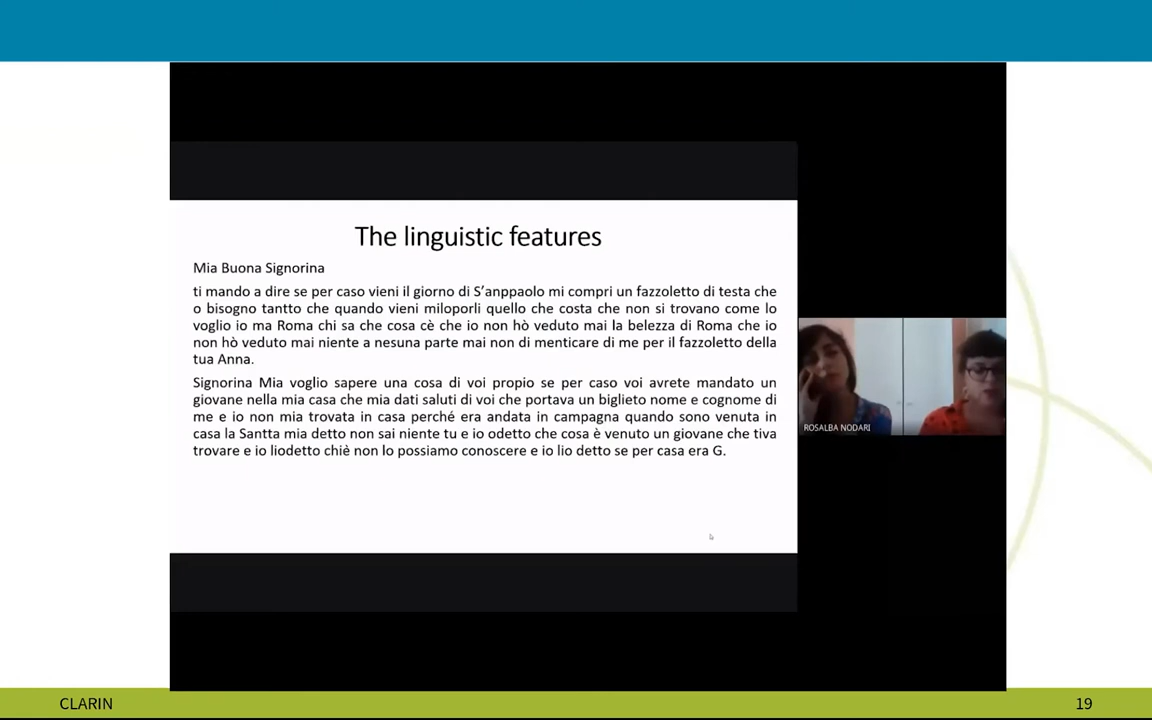 The linguistic features
Mia Buona Signorina
ti mando a dire se per caso vieni il giorno di S'anppaolo mi compri un fazzoletto di testa che
o bisogno tantto che quando vieni miloporli quello che costa che non si trovano come lo
voglio io ma Roma chi sa che cosa cè che io non hò veduto mai la belezza di Roma che io
non hò veduto mai niente a nesuna parte mai non di menticare di me per il fazzoletto della
tua Anna.
Signorina Mia voglio sapere una cosa di voi propio se per caso voi avrete mandato un
giovane nella mia casa che mia dati saluti di voi che portava un biglieto nome e cognome di
me e io non mia trovata in casa perché era andata in campagna quando sono venuta in
casa la Santta mia detto non sai niente tu e io odetto che cosa è venuto un giovane che tiva
trovare e io liodetto chiè non lo possiamo conoscere e io lio detto se per casa era G.
ROSALBA NODARI
CLARIN
19